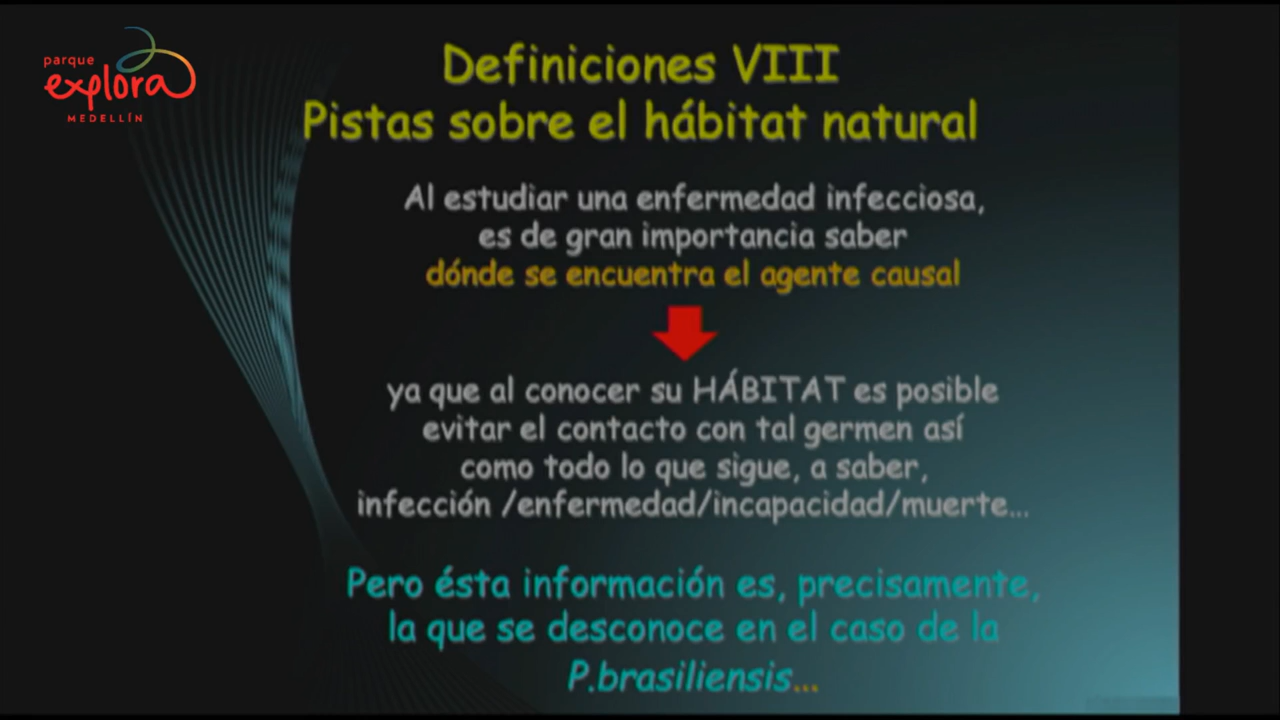 parque
explora
MEDELLÍN
Definiciones VIII
Pistas sobre el hábitat natural
Al estudiar una enfermedad infecciosa,
es de gran importancia saber
dónde se encuentra el agente causal
ya que al conocer su HÁBITAT es posible
evitar el contacto con tal germen así
como todo lo que sigue, a saber,
infección /enfermedad/incapacidad/muerte...
Pero ésta información es, precisamente,
la que se desconoce en el caso de la
P.brasiliensis...